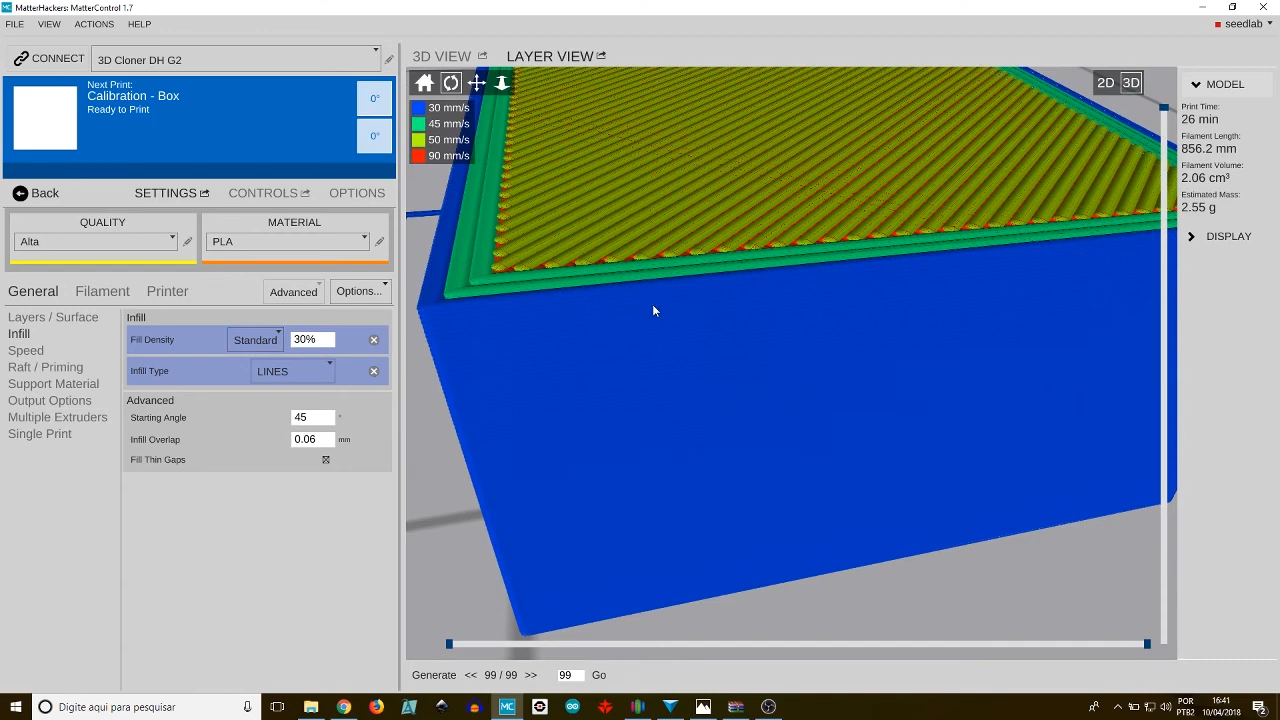 MatterHackers: MatterControl 1.7
FILE VIEW ACTIONS HELP
seedlab
CONNECT
3D Cloner DH G2
Next Print:
Calibration - Box
Ready to Print
0°
0°
Back
SETTINGS
CONTROLS
OPTIONS
QUALITY
MATERIAL
Alta
PLA
General
Filament
Printer
Advanced
Options...
Layers / Surface
Infill
Speed
Raft / Priming
Support Material
Output Options
Multiple Extruders
Single Print
Infill
Fill Density
Standard
30%
Infill Type
LINES
Advanced
Starting Angle
45
°
Infill Overlap
0.06
mm
Fill Thin Gaps
3D VIEW
LAYER VIEW
2D
3D
30 mm/s
45 mm/s
50 mm/s
90 mm/s
Generate << 99 / 99 >> 99 Go
MODEL
Print Time:
26 min
Filament Length:
856.2 mm
Filament Volume:
2.06 cm³
Estimated Mass:
2.55 g
DISPLAY
Digite aqui para pesquisar
MC
POR
PTB2
16:41
10/04/2018
2